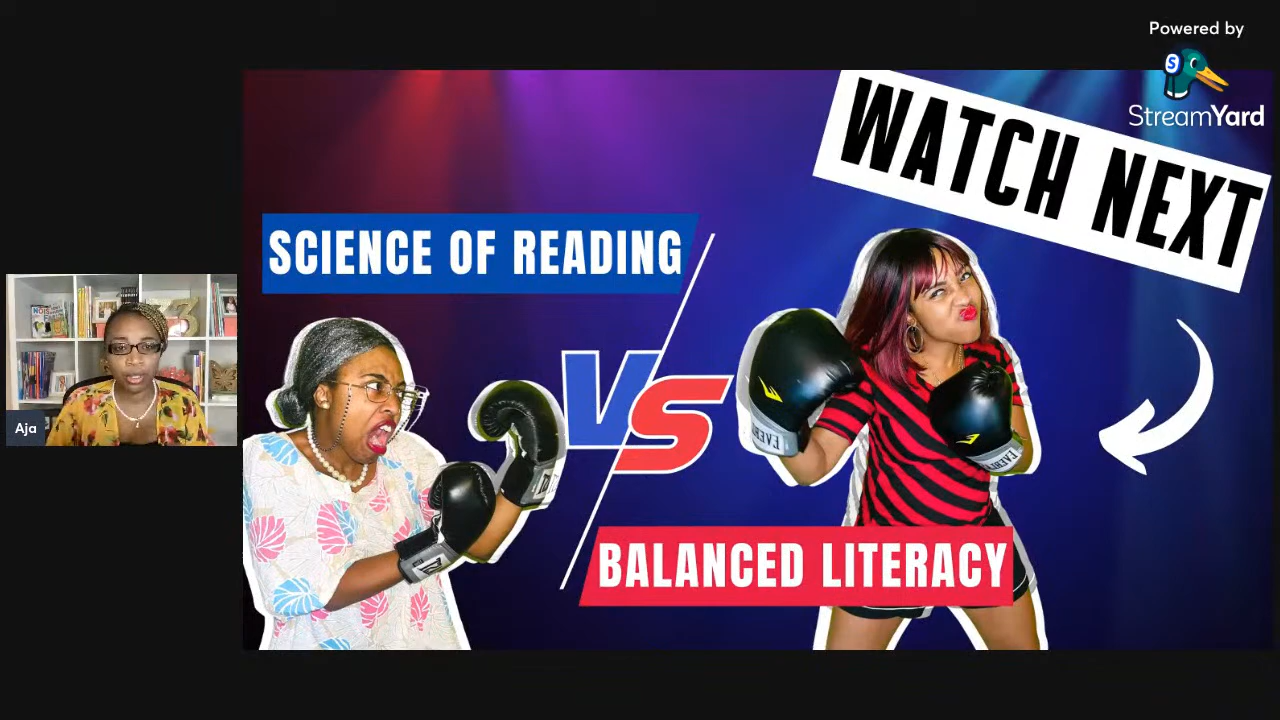 Powered by
StreamYard
WATCH NEXT
SCIENCE OF READING
VS
BALANCED LITERACY
Aja